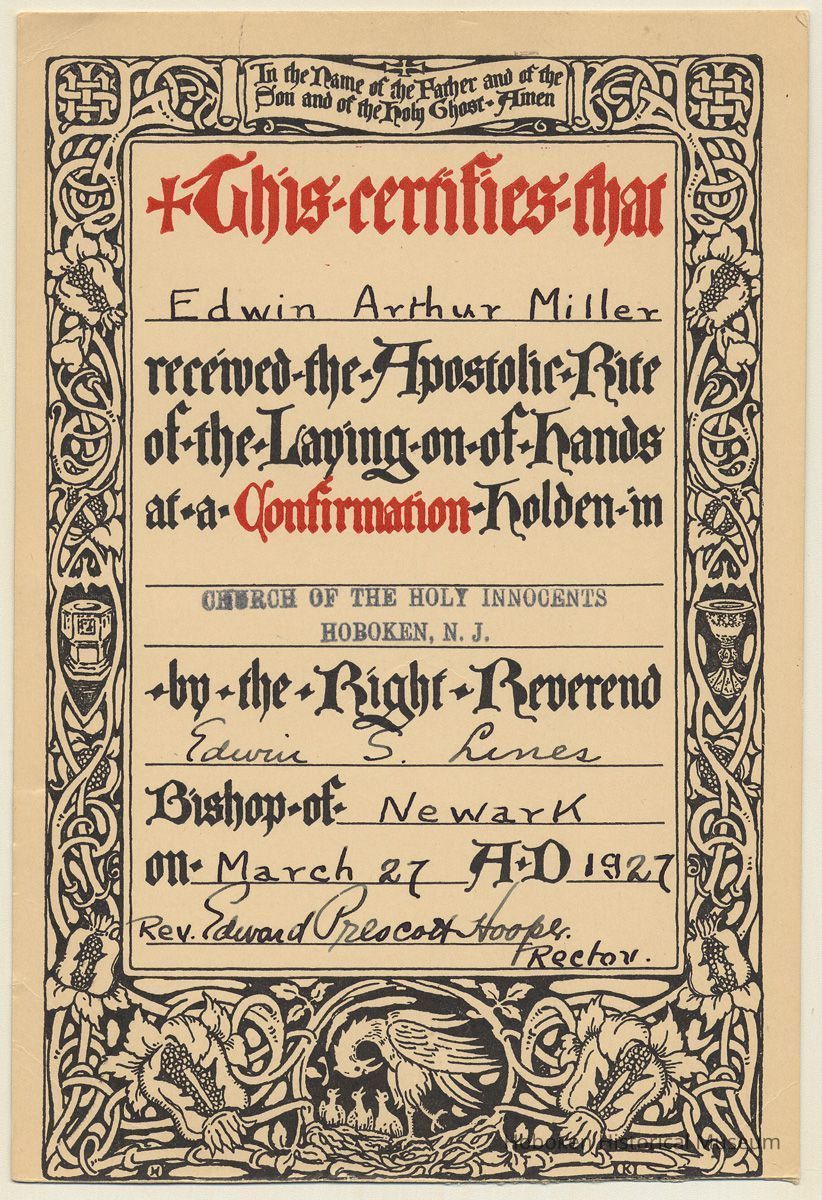 In the Name of the Father and of the
Son and of the Holy Ghost · Amen
This · certifies · that
Edwin Arthur Miller
received · the · Apostolic · Rite
of · the · Laying · on · of · Hands
at · a · Confirmation · holden · in
CHURCH OF THE HOLY INNOCENTS
HOBOKEN, N. J.
· by · the · Right · Reverend
Edwin S. Lines
Bishop · of · Newark
on · March 27 A · D 1927
Rev. Edward Prescott Hooper.
Rector.
Hoboken Historical Museum
H K